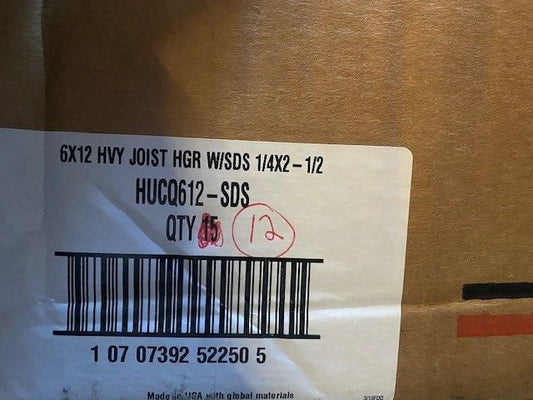 6X12 HVY JOIST HGR W/SDS 1/4X2-1/2
HUCQ612-SDS
QTY 15 12
1 07 07392 52250 5
Made in USA with global materials